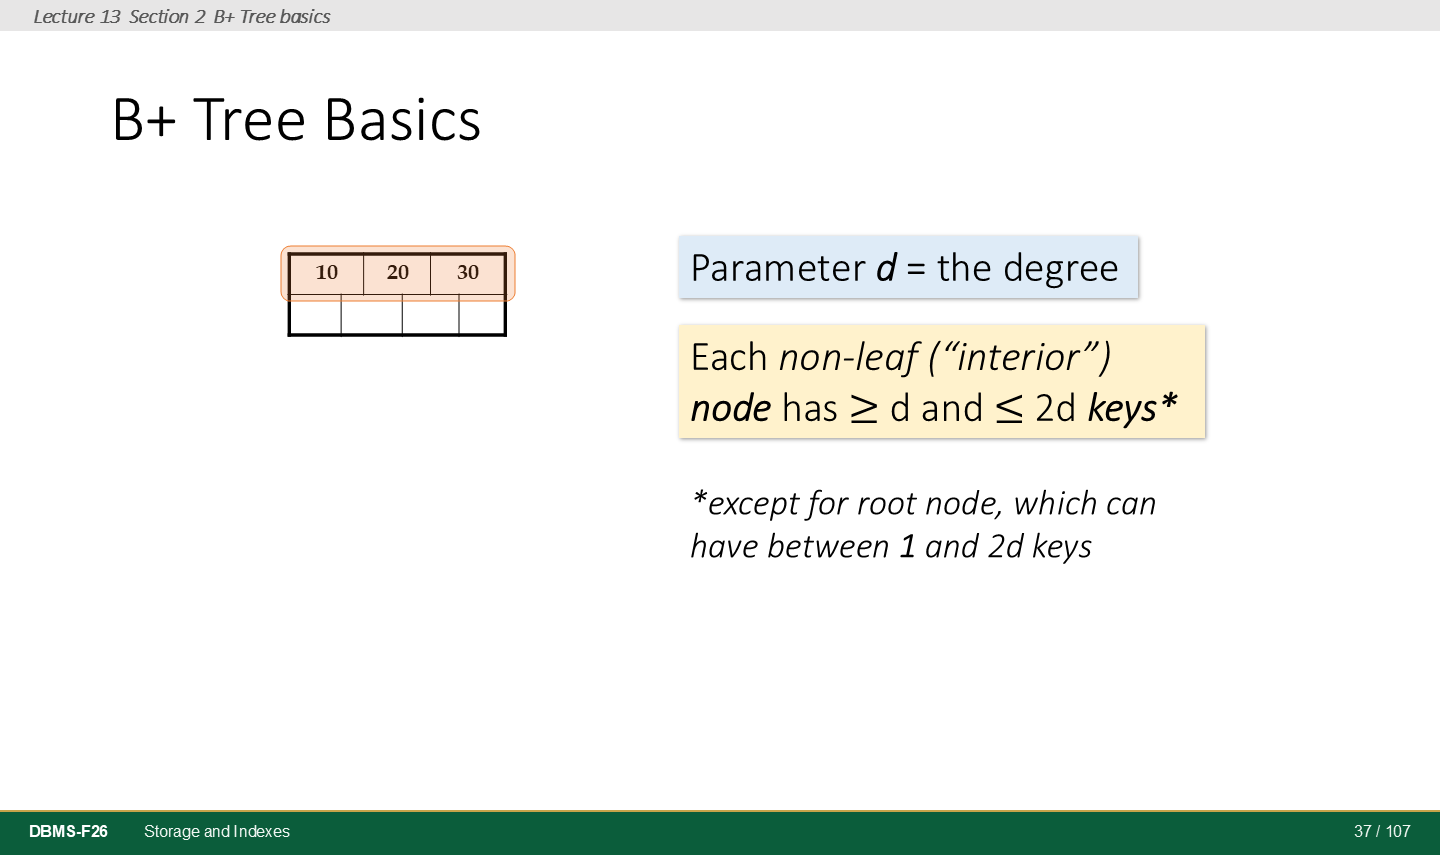 Lecture 13 Section 2 B+ Tree basics
B+ Tree Basics
10 20 30
Parameter d = the degree
Each non-leaf (“interior”)
node has ≥ d and ≤ 2d keys*
*except for root node, which can
have between 1 and 2d keys
DBMS-F26 Storage and Indexes 37 / 107